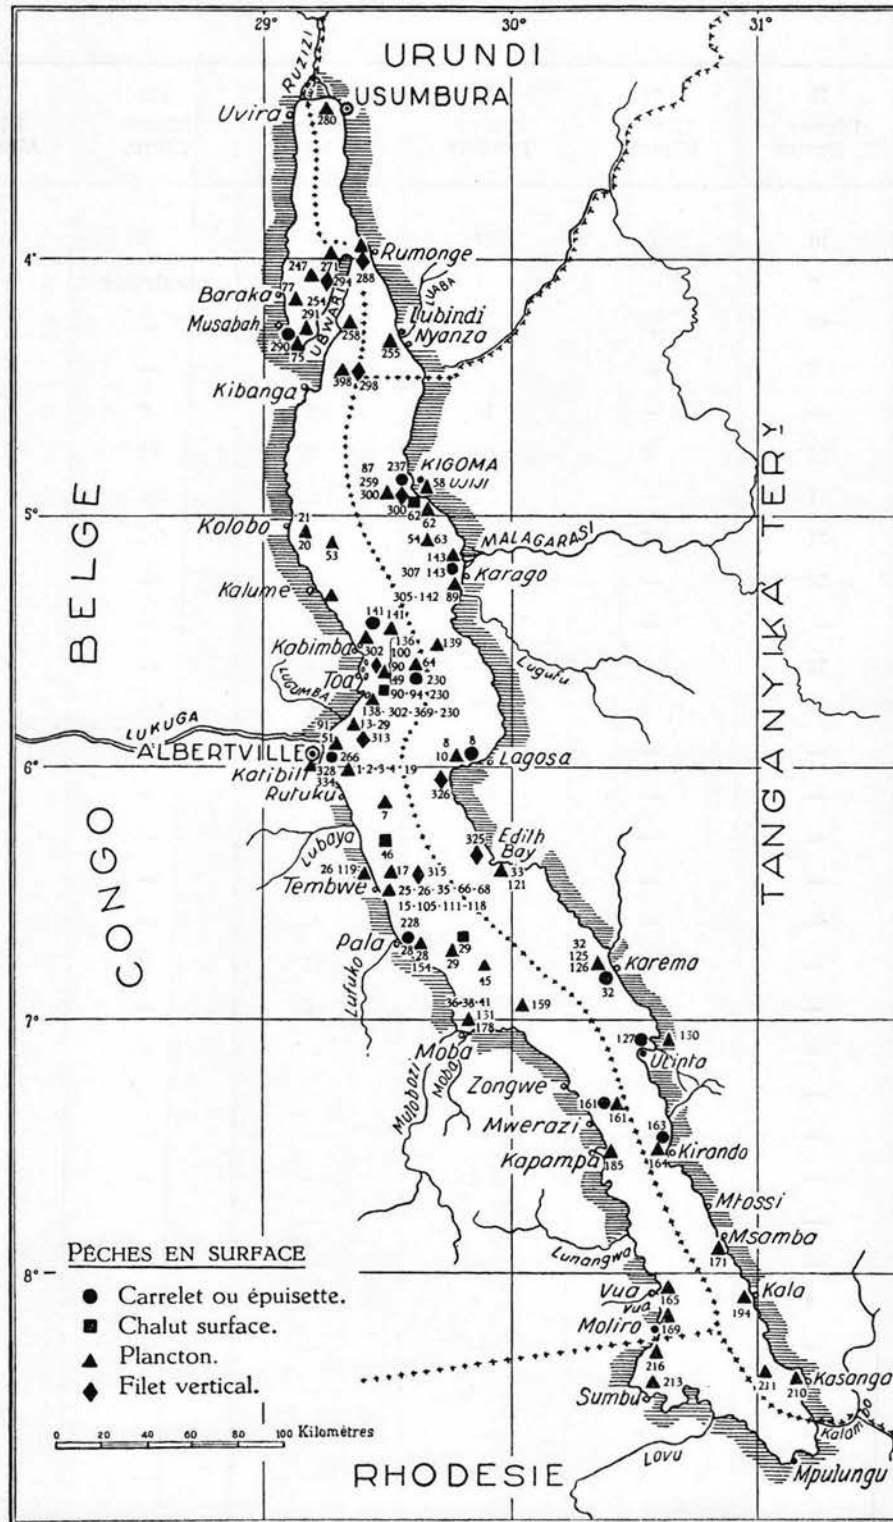 29°
30°
31°
URUNDI
RUZIZI
USUMBURA
Uvira
280
4°
Rumonge
247
271
294
288
77
LUABA
Baraka
254
Lubindi
291
UBWARI
Musabah
258
Nyanza
290
75
255
398
298
Kibanga
87
237
KIGOMA
259
58
UJIJI
300
300
62
62
5°
21
Kolobo
54
63
MALAGARASI
20
53
143
307
143
Karago
Kalume
305-142
89
141
141
136
139
Kabimba
302
100
90
64
Toa
49
230
LUGUMBA
90-94-230
Lugufu
138-302-369-230
LUKUGA
91
13-29
51
313
8
8
ALBERTVILLE
10
Lagosa
266
6°
Katibili
328
1-2-3-4-19
334
326
Rutuku
7
325
Edith
Bay
Lubaya
46
26 119
17
315
33
121
Tembwe
25-26-35-66-68
15-105-111-118
228
Pala
28
28
29
32
154
29
125
Karema
126
45
32
Lufuko
36-38-41
159
131
7°
178
130
127
Moba
Ulinta
Mulobozi
Moba
Zongwe
161
161
163
Mwerazi
Kirando
Kapampa
185
164
Mtossi
Msamba
171
Lunangwa
8°
Vua
Vua
165
Kala
194
Moliro
169
216
211
210
Kasanga
213
Sumbu
Kalambo
Lovu
Mpulungu
RHODESIE
CONGO
BELGE
TANGANYIKA TERY
PÊCHES EN SURFACE
Carrelet ou épuisette.
Chalut surface.
Plancton.
Filet vertical.
0 20 40 60 80 100 Kilomètres